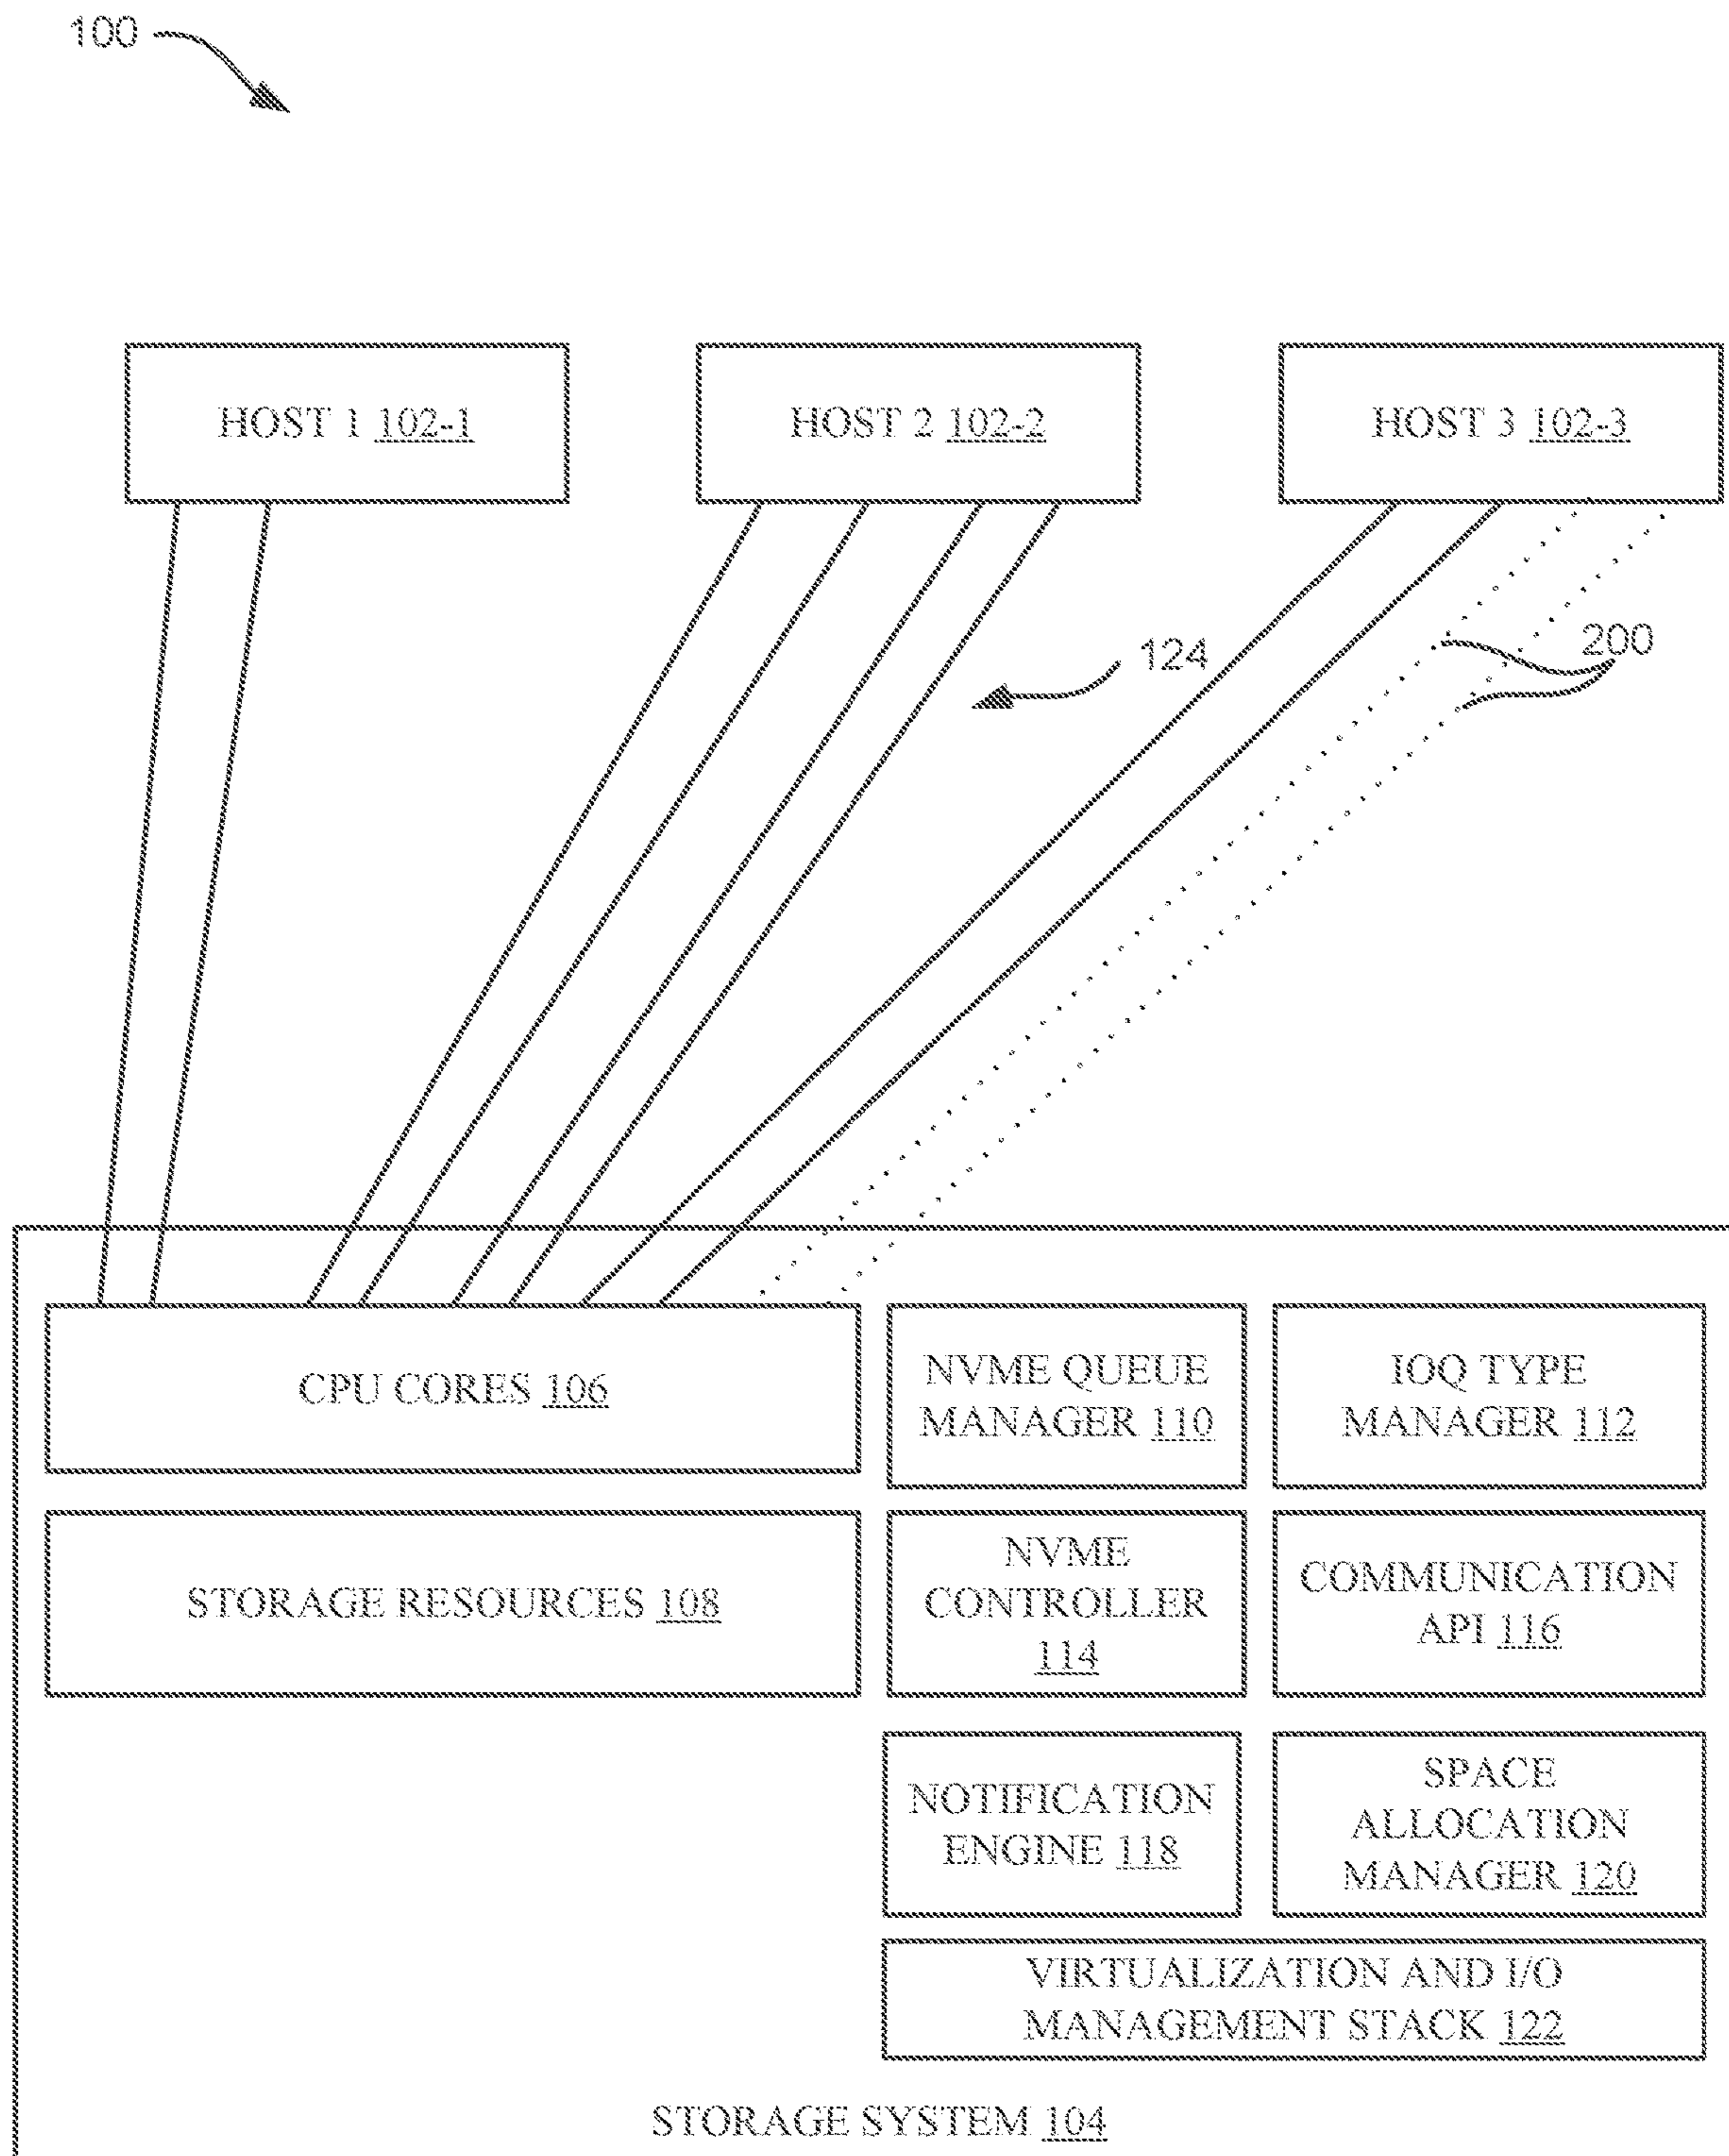 100
HOST 1 102-1
HOST 2 102-2
HOST 3 102-3
124
200
CPU CORES 106
NVME QUEUE
MANAGER 110
IOQ TYPE
MANAGER 112
STORAGE RESOURCES 108
NVME
CONTROLLER
114
COMMUNICATION
API 116
NOTIFICATION
ENGINE 118
SPACE
ALLOCATION
MANAGER 120
VIRTUALIZATION AND I/O
MANAGEMENT STACK 122
STORAGE SYSTEM 104